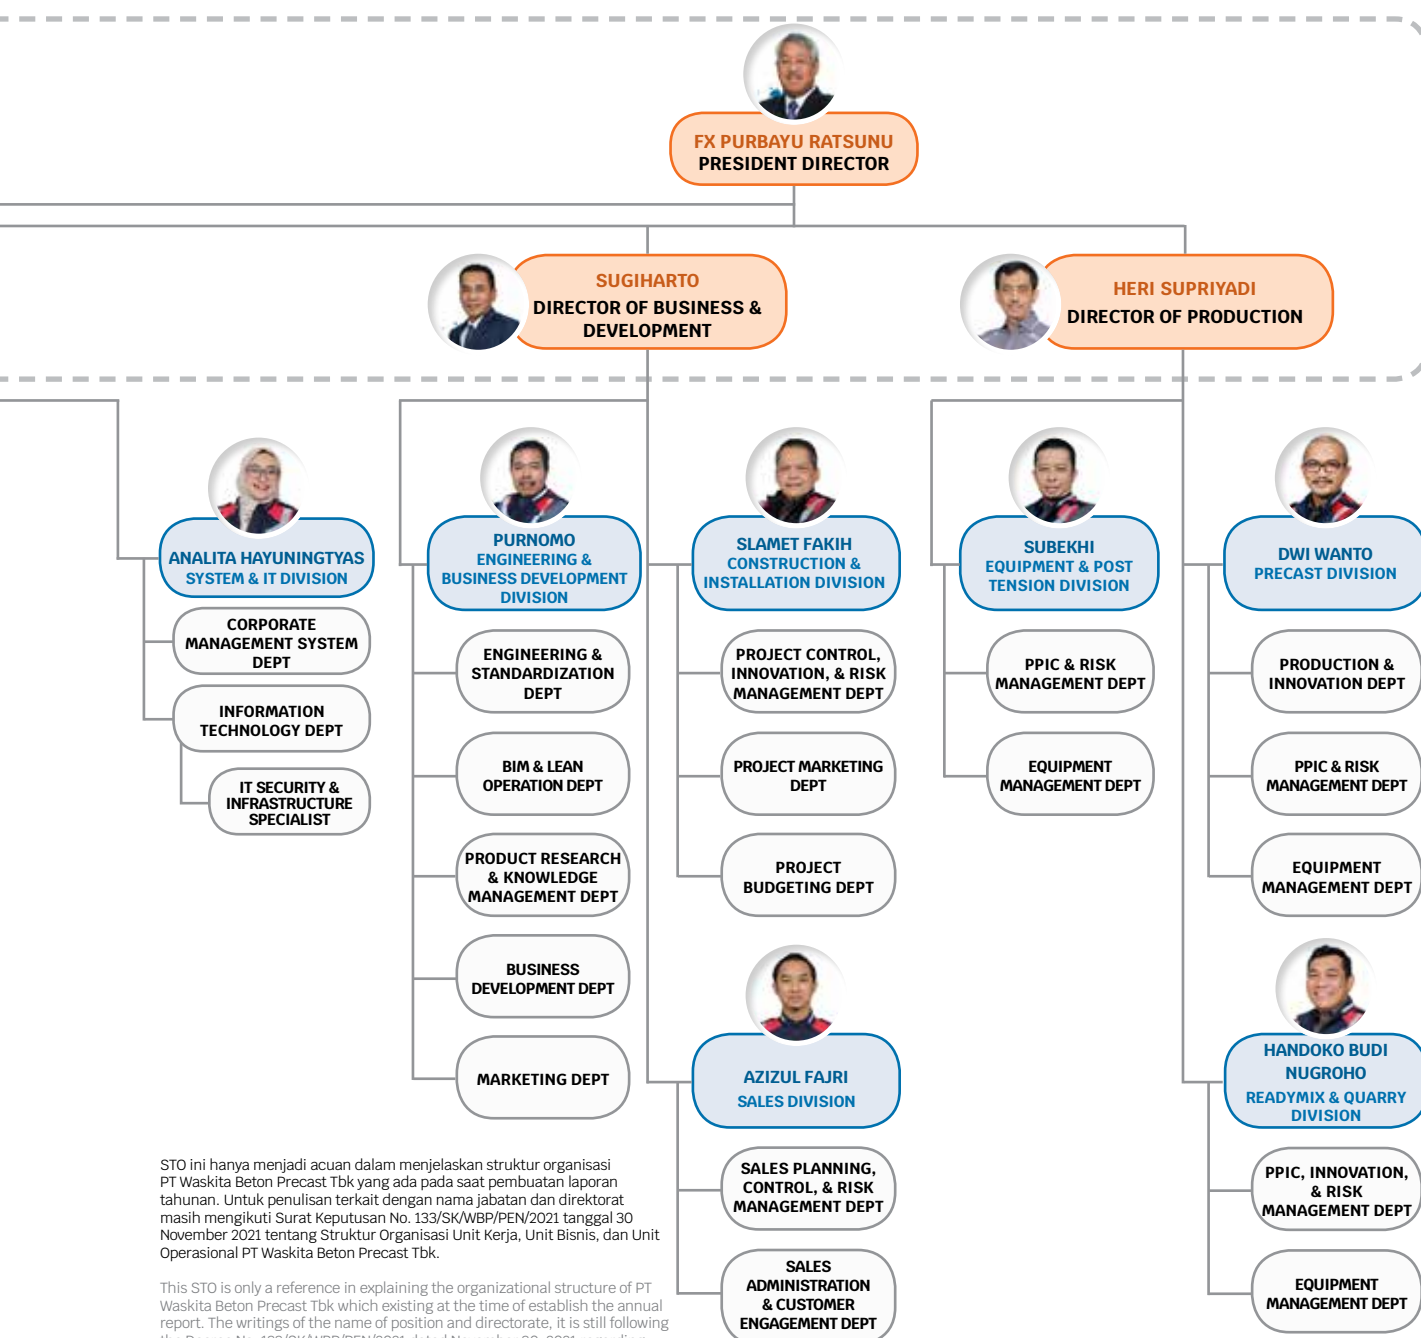 FX PURBAYU RATSUNU
PRESIDENT DIRECTOR
SUGIHARTO
DIRECTOR OF BUSINESS &
DEVELOPMENT
HERI SUPRIYADI
DIRECTOR OF PRODUCTION
ANALITA HAYUNINGTYAS
SYSTEM & IT DIVISION
CORPORATE
MANAGEMENT SYSTEM
DEPT
INFORMATION
TECHNOLOGY DEPT
IT SECURITY &
INFRASTRUCTURE
SPECIALIST
PURNOMO
ENGINEERING &
BUSINESS DEVELOPMENT
DIVISION
ENGINEERING &
STANDARDIZATION
DEPT
BIM & LEAN
OPERATION DEPT
PRODUCT RESEARCH
& KNOWLEDGE
MANAGEMENT DEPT
BUSINESS
DEVELOPMENT DEPT
MARKETING DEPT
SLAMET FAKIH
CONSTRUCTION &
INSTALLATION DIVISION
PROJECT CONTROL,
INNOVATION, & RISK
MANAGEMENT DEPT
PROJECT MARKETING
DEPT
PROJECT
BUDGETING DEPT
AZIZUL FAJRI
SALES DIVISION
SALES PLANNING,
CONTROL, & RISK
MANAGEMENT DEPT
SALES
ADMINISTRATION
& CUSTOMER
ENGAGEMENT DEPT
SUBEKHI
EQUIPMENT & POST
TENSION DIVISION
PPIC & RISK
MANAGEMENT DEPT
EQUIPMENT
MANAGEMENT DEPT
DWI WANTO
PRECAST DIVISION
PRODUCTION &
INNOVATION DEPT
PPIC & RISK
MANAGEMENT DEPT
EQUIPMENT
MANAGEMENT DEPT
HANDOKO BUDI
NUGROHO
READYMIX & QUARRY
DIVISION
PPIC, INNOVATION,
& RISK
MANAGEMENT DEPT
EQUIPMENT
MANAGEMENT DEPT
STO ini hanya menjadi acuan dalam menjelaskan struktur organisasi
PT Waskita Beton Precast Tbk yang ada pada saat pembuatan laporan
tahunan. Untuk penulisan terkait dengan nama jabatan dan direktorat
masih mengikuti Surat Keputusan No. 133/SK/WBP/PEN/2021 tanggal 30
November 2021 tentang Struktur Organisasi Unit Kerja, Unit Bisnis, dan Unit
Operasional PT Waskita Beton Precast Tbk.
This STO is only a reference in explaining the organizational structure of PT
Waskita Beton Precast Tbk which existing at the time of establish the annual
report. The writings of the name of position and directorate, it is still following